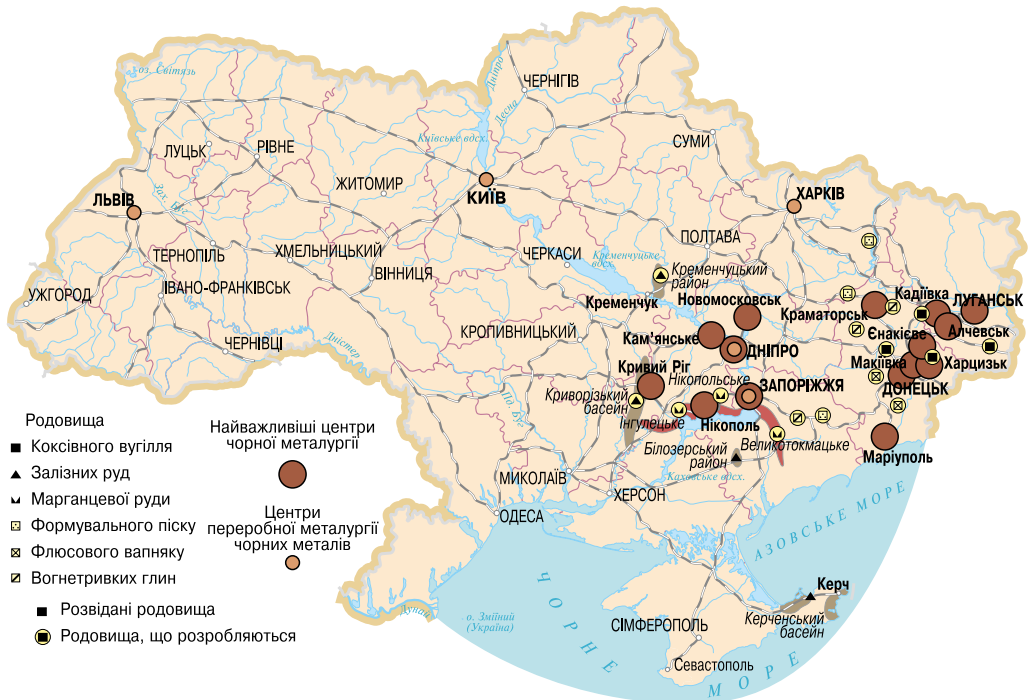 оз. Світязь
Дніпро
ЧЕРНІГІВ
Десна
Київське вдсх.
СУМИ
ЛУЦЬК
РІВНЕ
ЖИТОМИР
КИЇВ
ХАРКІВ
ЛЬВІВ
Зах. Буг
ТЕРНОПІЛЬ
ХМЕЛЬНИЦЬКИЙ
ВІННИЦЯ
ЧЕРКАСИ
ПОЛТАВА
Кременчуцьке
вдсх.
Кременчуцький
район
Кременчук
УЖГОРОД
ІВАНО-ФРАНКІВСЬК
ЧЕРНІВЦІ
Дністер
КРОПИВНИЦЬКИЙ
Новомосковськ
Кам'янське
ДНІПРО
Краматорськ
Кадіївка
ЛУГАНСЬК
Алчевськ
Єнакієве
Макіївка
Харцизьк
ДОНЕЦЬК
Кривий Ріг
Криворізький
басейн
Нікопольське
ЗАПОРІЖЖЯ
Інгулецьке
Нікополь
Великотокмацьке
Білозерський
район
Маріуполь
Каховське вдсх.
Пд. Буг
МИКОЛАЇВ
ХЕРСОН
ОДЕСА
АЗОВСЬКЕ МОРЕ
Керч
Керченський
басейн
СІМФЕРОПОЛЬ
Севастополь
Дунай
о. Зміїний
(Україна)
ЧОРНЕ МОРЕ
Родовища
Коксівного вугілля
Залізних руд
Марганцевої руди
Формувального піску
Флюсового вапняку
Вогнетривких глин
Розвідані родовища
Родовища, що розробляються
Найважливіші центри
чорної металургії
Центри
переробної металургії
чорних металів